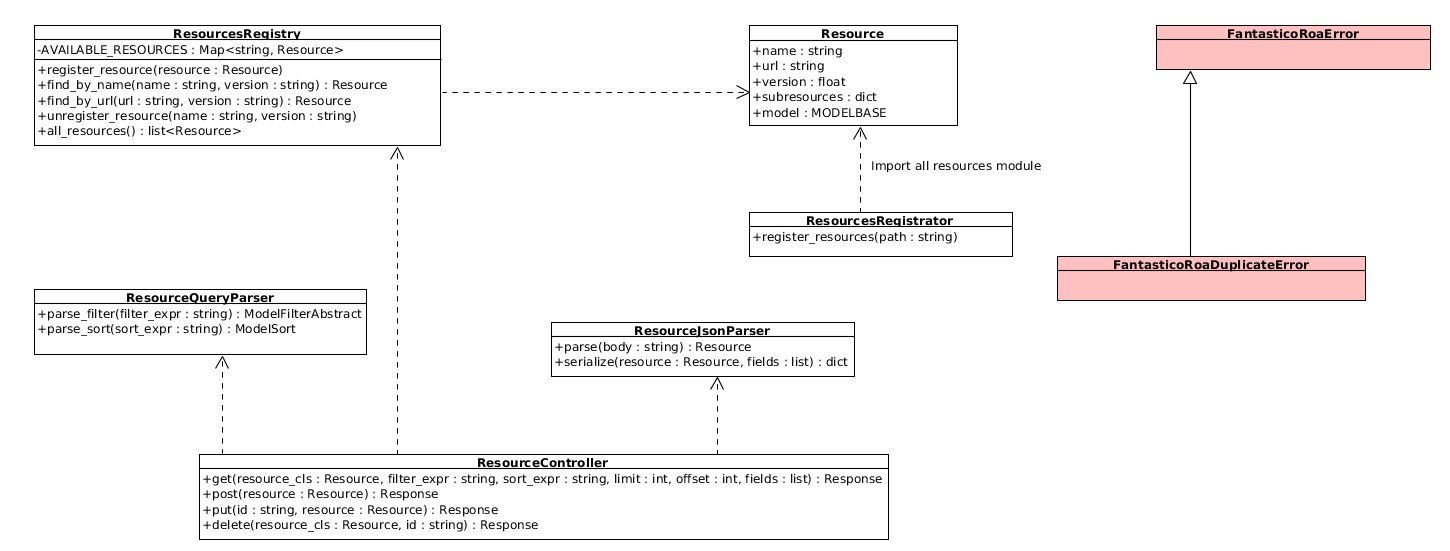 ResourcesRegistry
-AVAILABLE_RESOURCES : Map<string, Resource>
+register_resource(resource : Resource)
+find_by_name(name : string, version : string) : Resource
+find_by_url(url : string, version : string) : Resource
+unregister_resource(name : string, version : string)
+all_resources() : list<Resource>
Resource
+name : string
+url : string
+version : float
+subresources : dict
+model : MODELBASE
FantasticoRoaError
Import all resources module
ResourcesRegistrator
+register_resources(path : string)
FantasticoRoaDuplicateError
ResourceQueryParser
+parse_filter(filter_expr : string) : ModelFilterAbstract
+parse_sort(sort_expr : string) : ModelSort
ResourceJsonParser
+parse(body : string) : Resource
+serialize(resource : Resource, fields : list) : dict
ResourceController
+get(resource_cls : Resource, filter_expr : string, sort_expr : string, limit : int, offset : int, fields : list) : Response
+post(resource : Resource) : Response
+put(id : string, resource : Resource) : Response
+delete(resource_cls : Resource, id : string) : Response